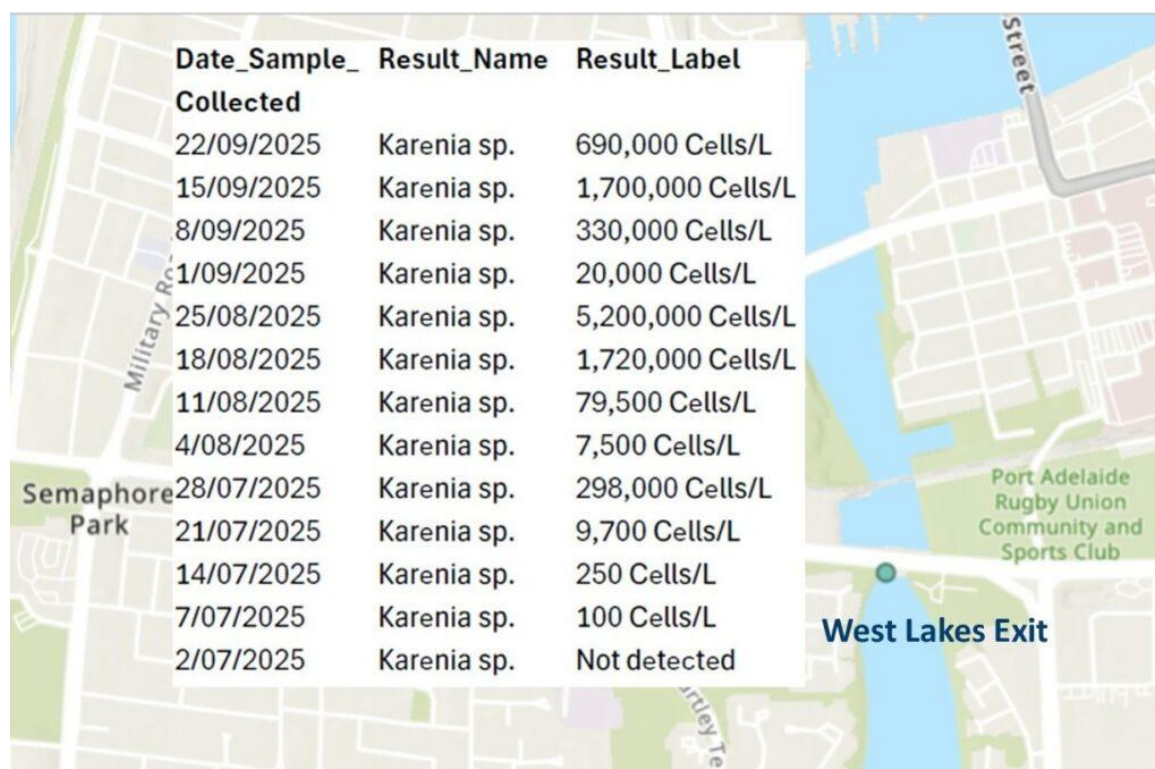 Date_Sample_ Result_Name Result_Label
Collected
22/09/2025 Karenia sp. 690,000 Cells/L
15/09/2025 Karenia sp. 1,700,000 Cells/L
8/09/2025 Karenia sp. 330,000 Cells/L
1/09/2025 Karenia sp. 20,000 Cells/L
25/08/2025 Karenia sp. 5,200,000 Cells/L
18/08/2025 Karenia sp. 1,720,000 Cells/L
11/08/2025 Karenia sp. 79,500 Cells/L
4/08/2025 Karenia sp. 7,500 Cells/L
28/07/2025 Karenia sp. 298,000 Cells/L
21/07/2025 Karenia sp. 9,700 Cells/L
14/07/2025 Karenia sp. 250 Cells/L
7/07/2025 Karenia sp. 100 Cells/L
2/07/2025 Karenia sp. Not detected
Street
Military
Semaphore
Park
Port Adelaide
Rugby Union
Community and
Sports Club
West Lakes Exit